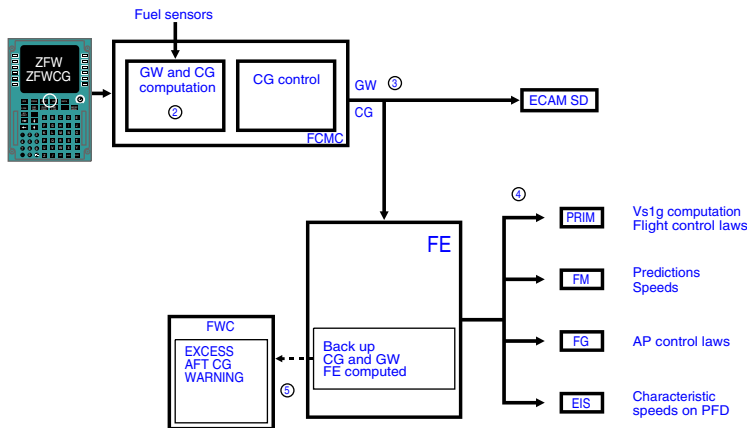 Fuel sensors
ZFW
ZFWCG
GW and CG
computation
2
CG control
FCMC
GW
3
CG
ECAM SD
4
FE
PRIM
Vs1g computation
Flight control laws
FM
Predictions
Speeds
FWC
EXCESS
AFT CG
WARNING
5
Back up
CG and GW
FE computed
FG
AP control laws
EIS
Characteristic
speeds on PFD